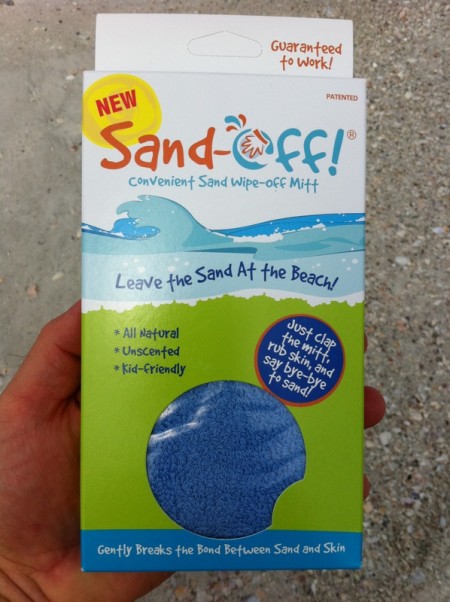 Guaranteed
to Work!
PATENTED
NEW
Sand-Off!®
Convenient Sand Wipe-off Mitt
Leave the Sand At the Beach!
* All Natural
* Unscented
* Kid-friendly
Just clap
the mitt,
rub skin, and
say bye-bye
to sand!
Gently Breaks the Bond Between Sand and Skin